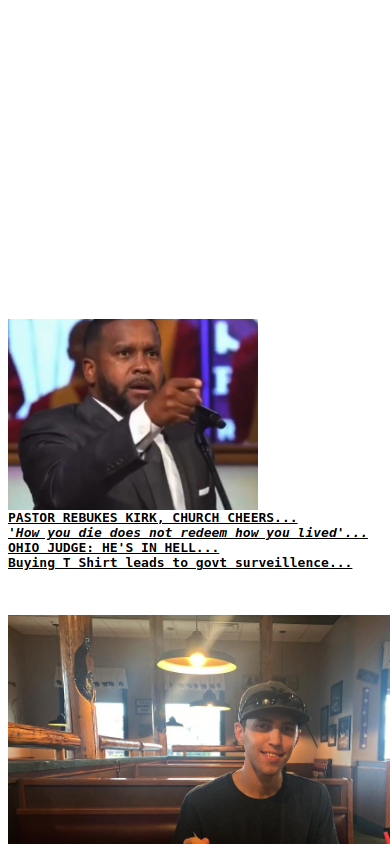 PASTOR REBUKES KIRK, CHURCH CHEERS...
'How you die does not redeem how you lived'...
OHIO JUDGE: HE'S IN HELL...
Buying T Shirt leads to govt surveillence...